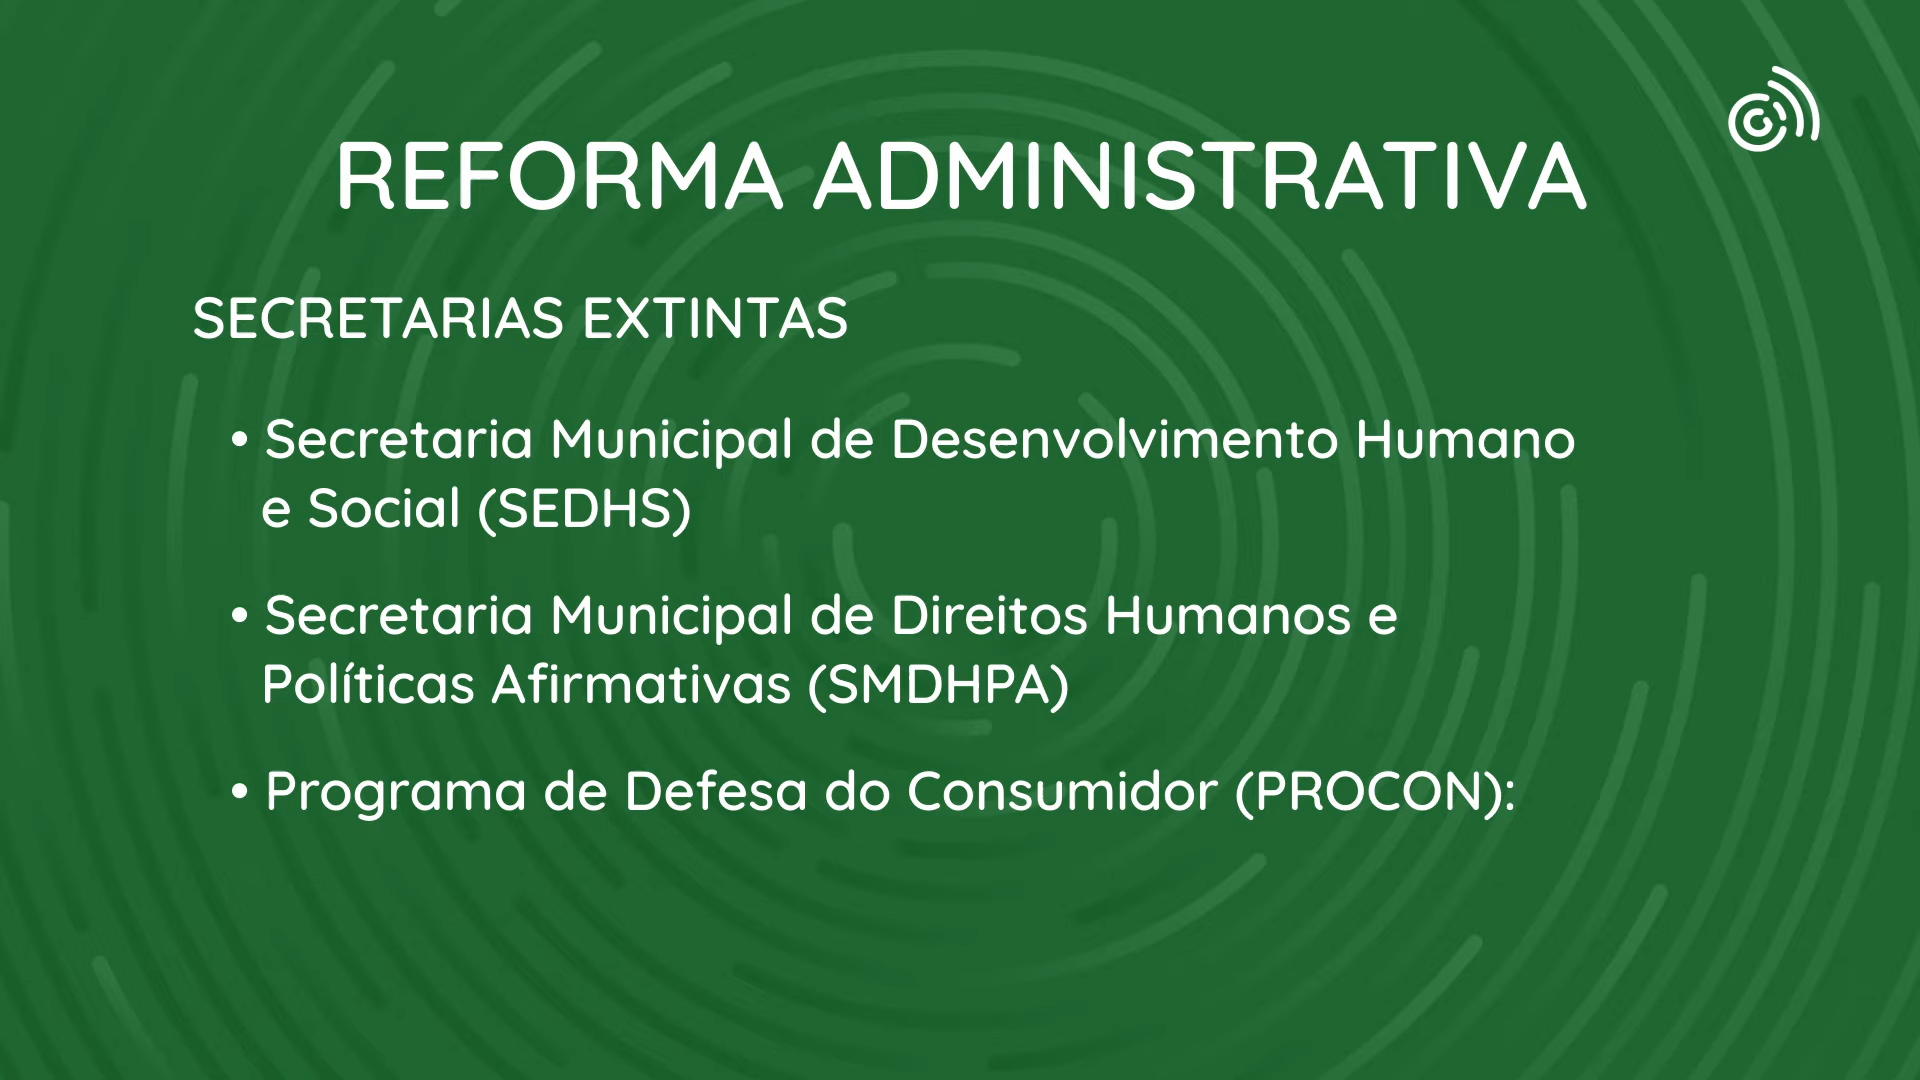 REFORMA ADMINISTRATIVA
SECRETARIAS EXTINTAS
• Secretaria Municipal de Desenvolvimento Humano
e Social (SEDHS)
• Secretaria Municipal de Direitos Humanos e
Políticas Afirmativas (SMDHPA)
• Programa de Defesa do Consumidor (PROCON):